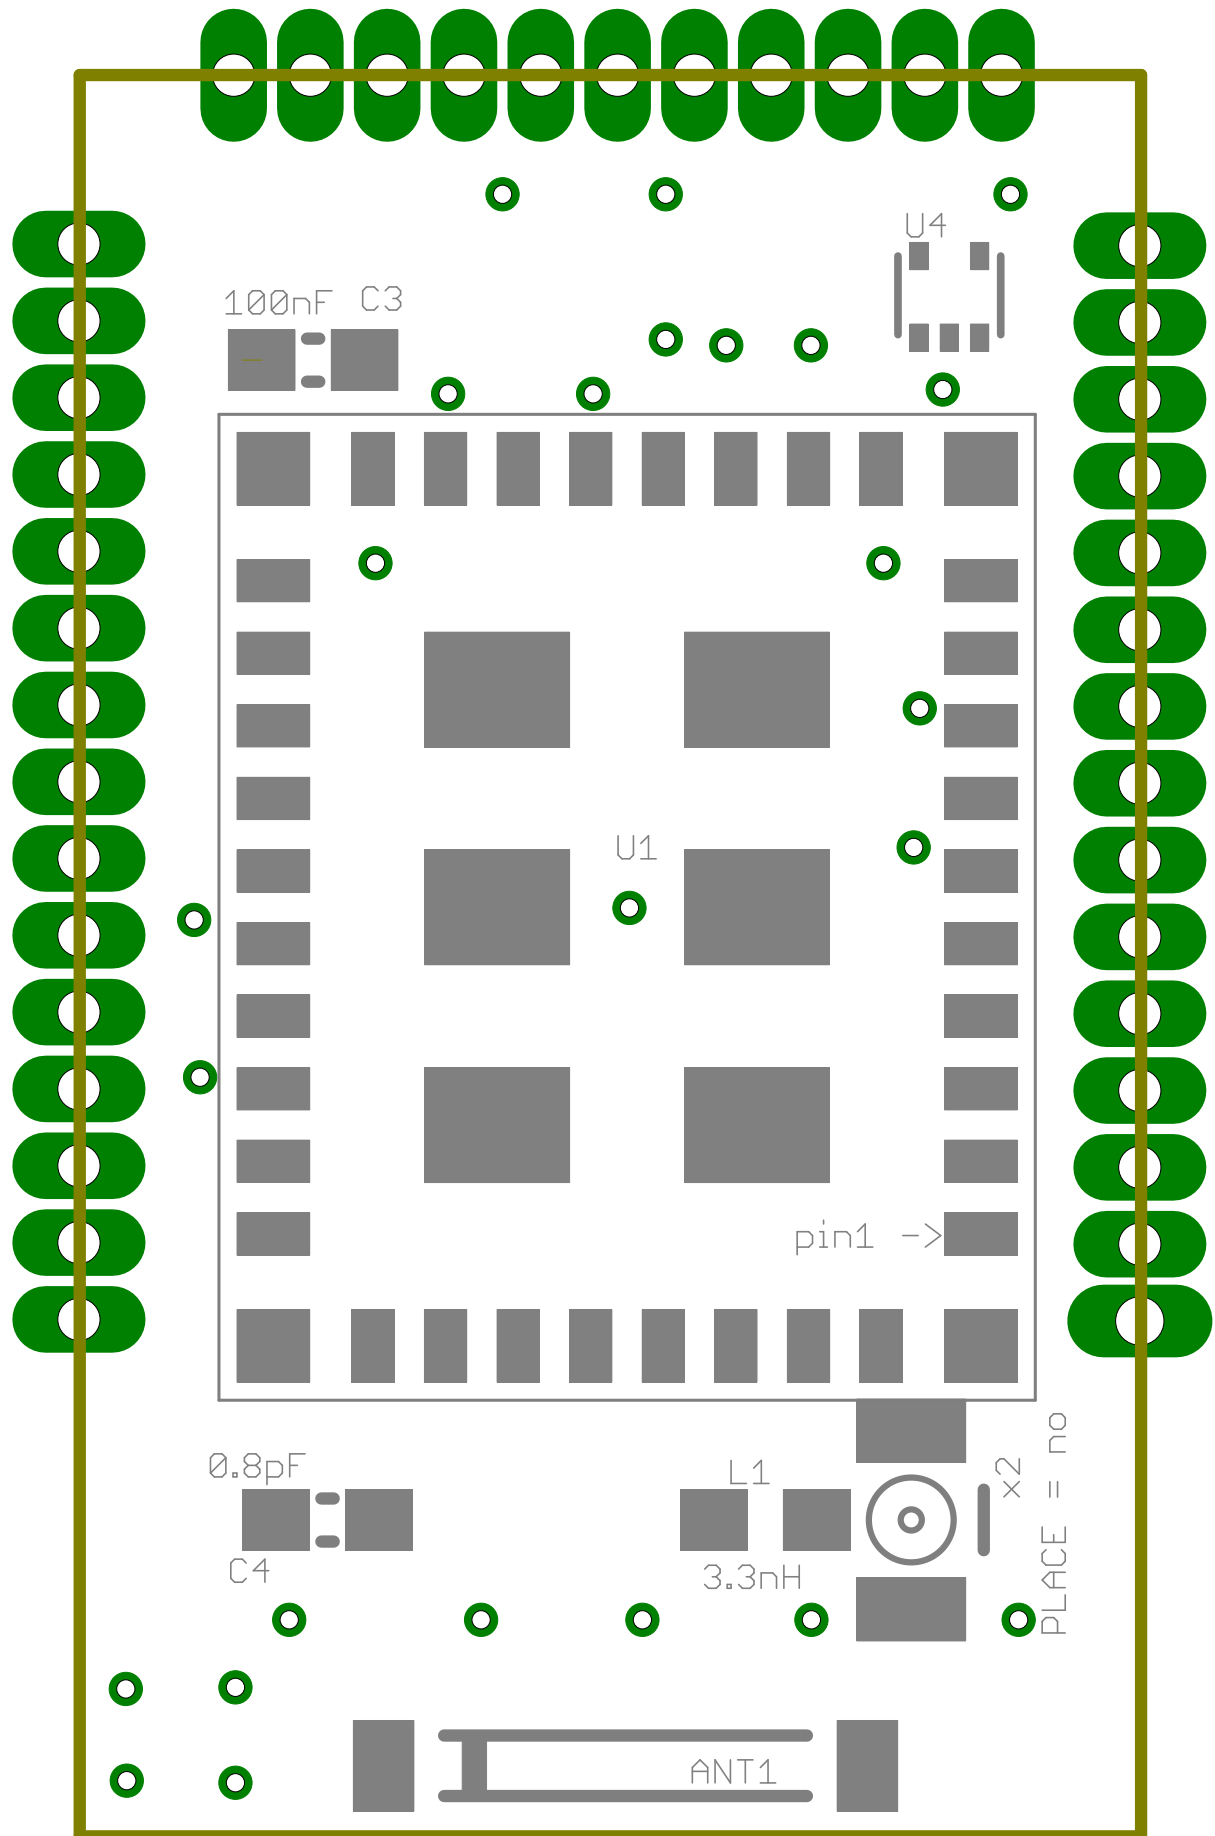 U4
100nF C3
U1
pin1 ->
0.8pF
L1
x2
PLACE = no
C4
3.3nH
ANT1